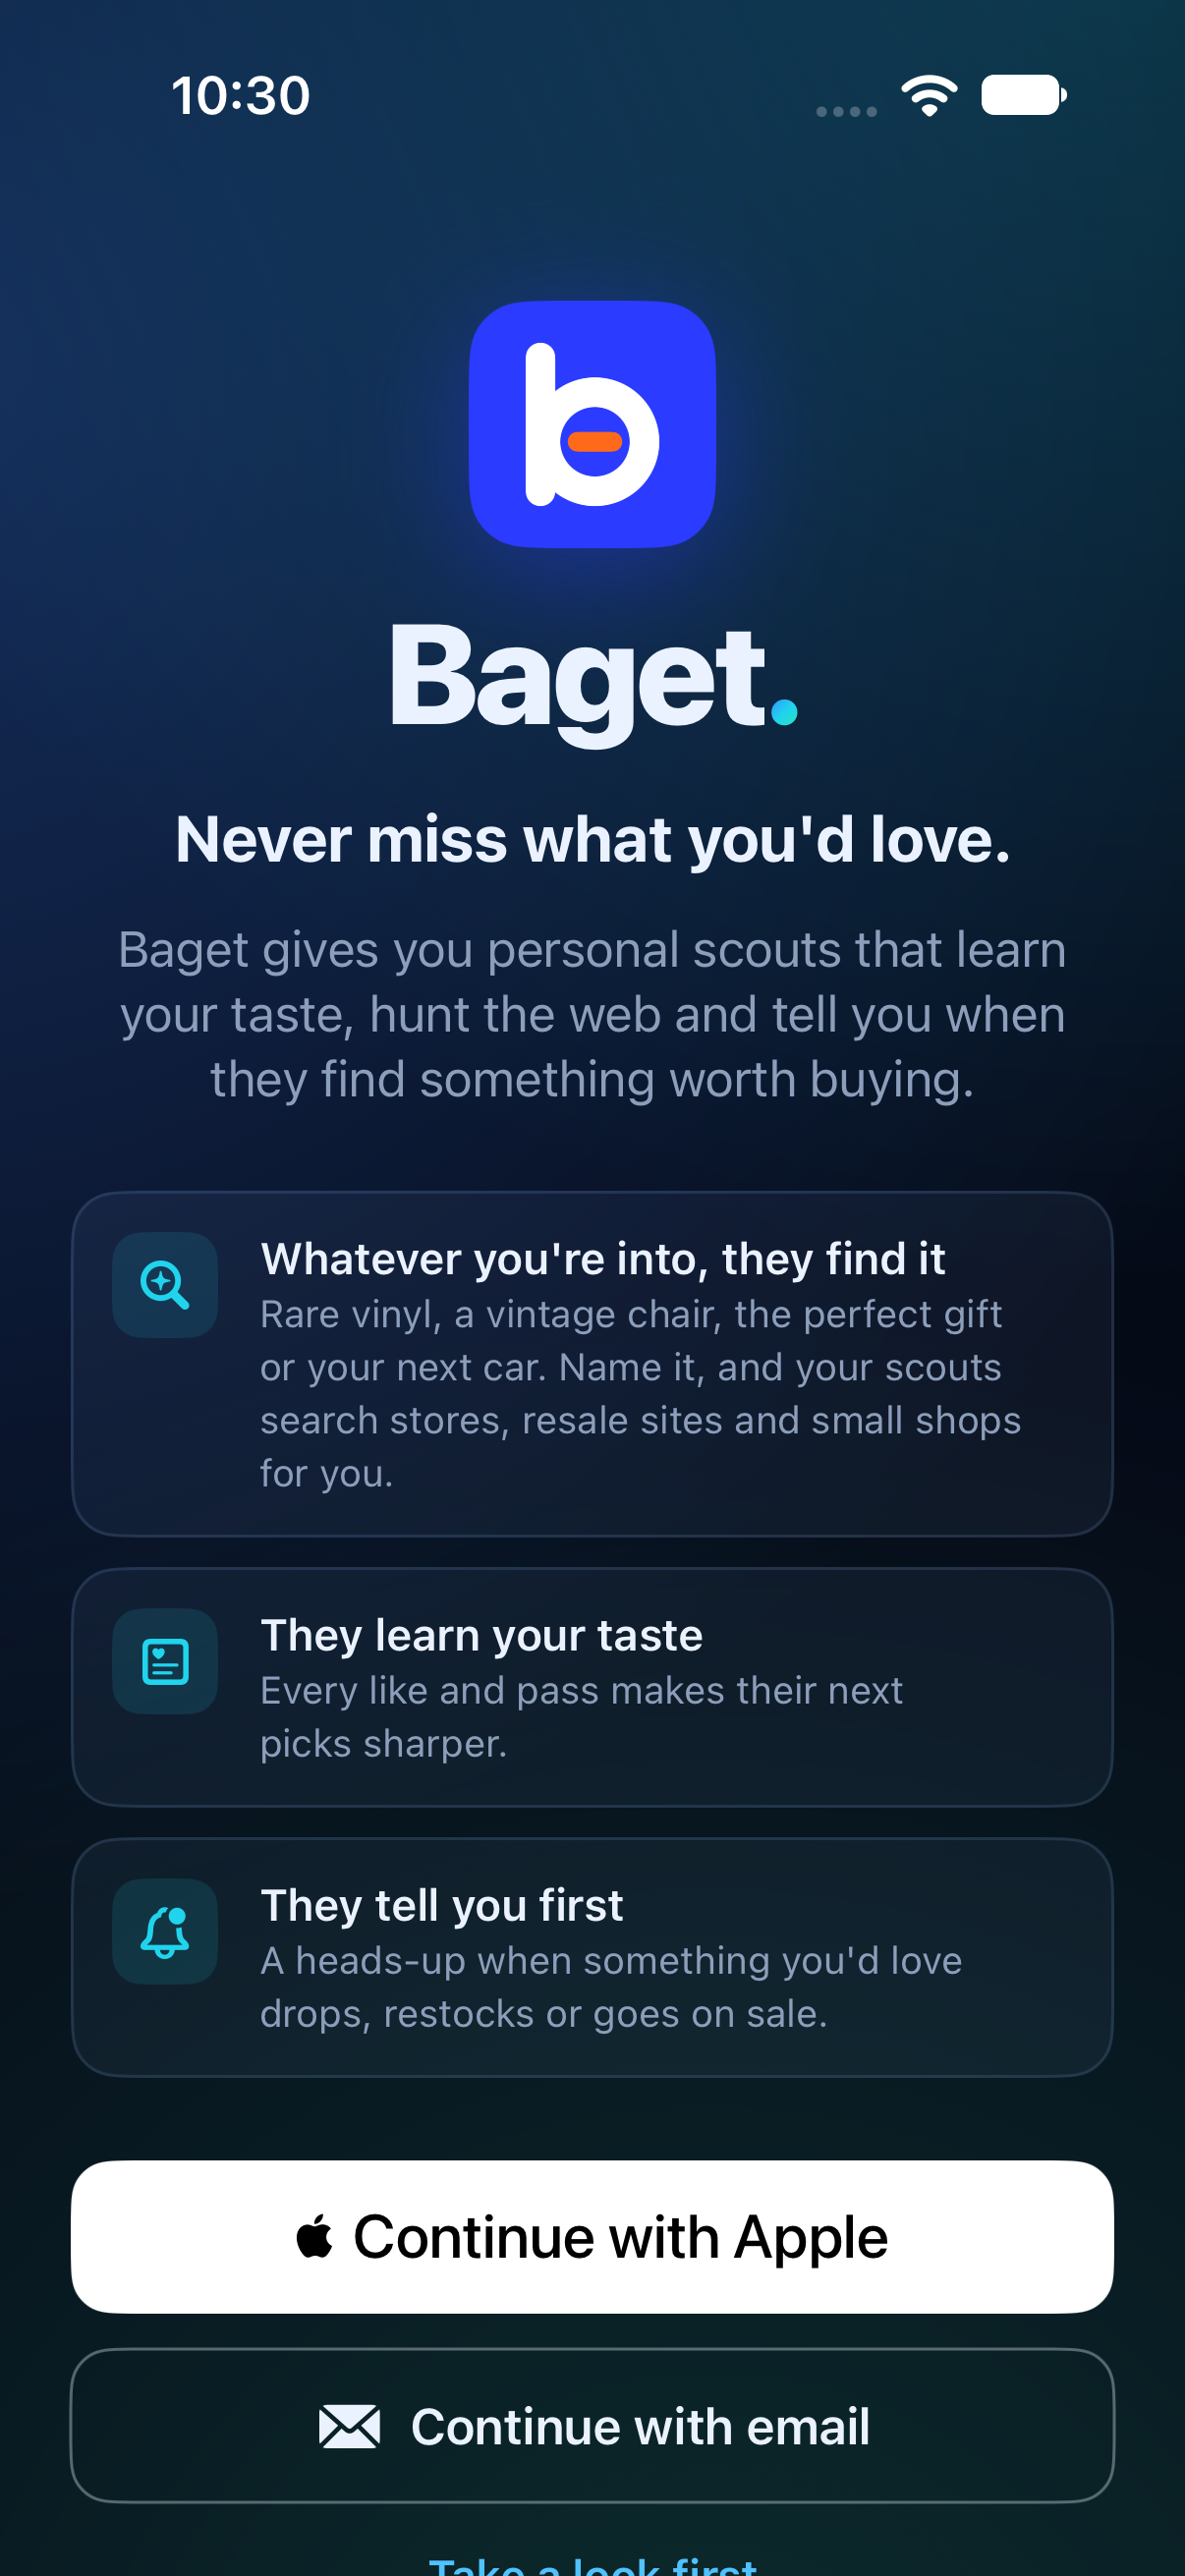 10:30
b
Baget.
Never miss what you'd love.
Baget gives you personal scouts that learn
your taste, hunt the web and tell you when
they find something worth buying.
Whatever you're into, they find it
Rare vinyl, a vintage chair, the perfect gift
or your next car. Name it, and your scouts
search stores, resale sites and small shops
for you.
They learn your taste
Every like and pass makes their next
picks sharper.
They tell you first
A heads-up when something you'd love
drops, restocks or goes on sale.
Continue with Apple
Continue with email
Take a look first